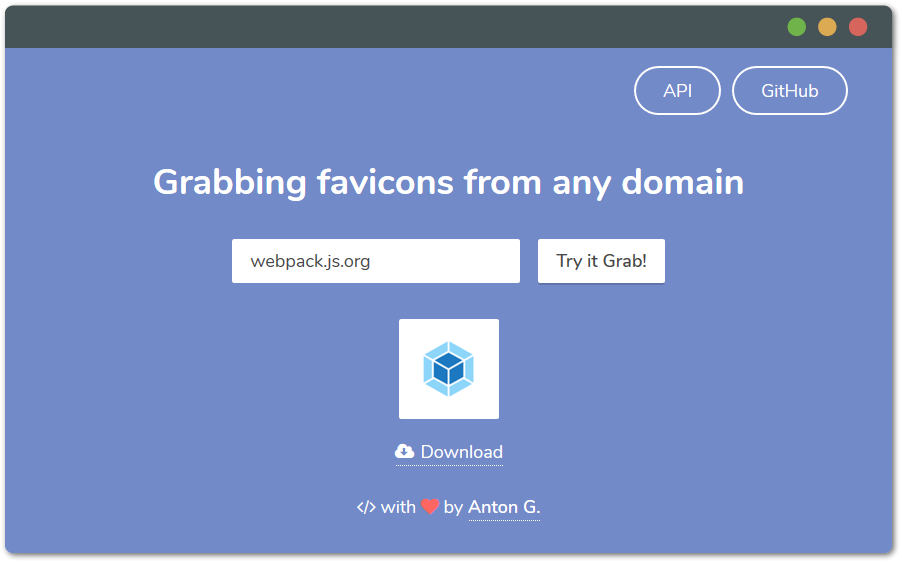 API
GitHub
Grabbing favicons from any domain
webpack.js.org
Try it Grab!
Download
</> with ❤ by Anton G.